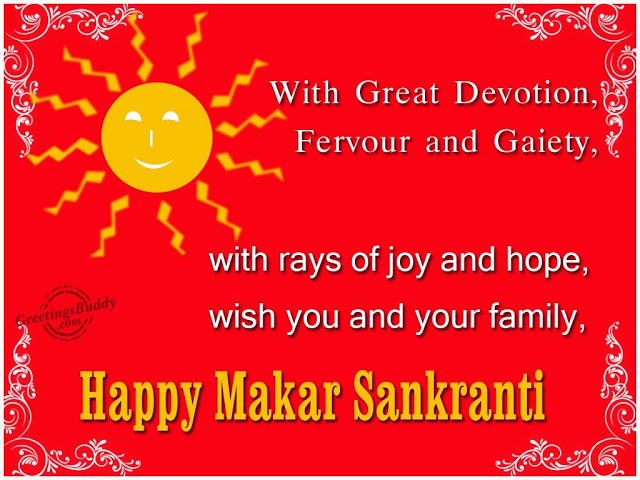 With Great Devotion,
Fervour and Gaiety,
with rays of joy and hope,
wish you and your family,
GreetingsBuddy
.com
Happy Makar Sankranti